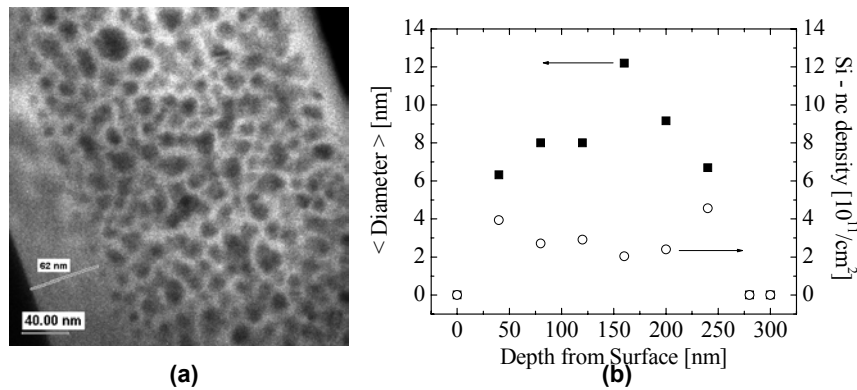 62 nm
40.00 nm
(a)
14
12
10
8
6
4
2
0
< Diameter > [nm]
0 50 100 150 200 250 300
Depth from Surface [nm]
14
12
10
8
6
4
2
0
Si - nc density [10¹¹/cm²]
(b)